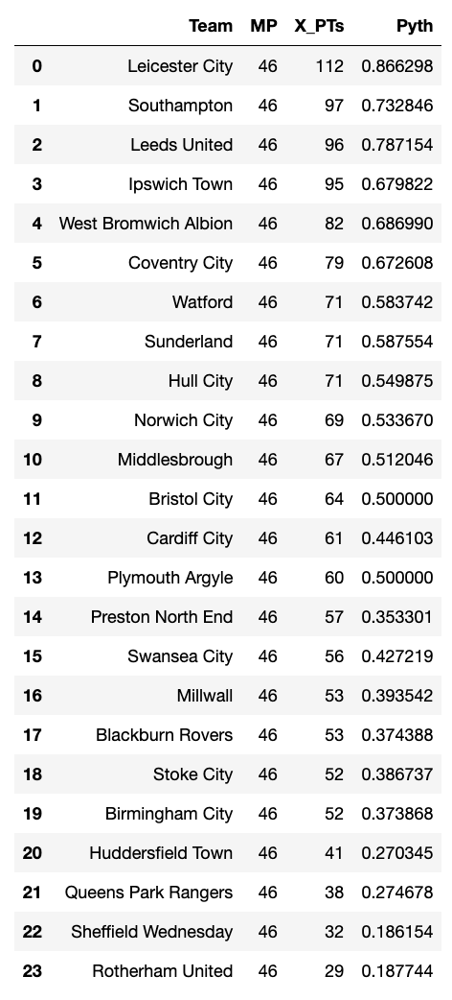 Team MP X_PTs Pyth
0 Leicester City 46 112 0.866298
1 Southampton 46 97 0.732846
2 Leeds United 46 96 0.787154
3 Ipswich Town 46 95 0.679822
4 West Bromwich Albion 46 82 0.686990
5 Coventry City 46 79 0.672608
6 Watford 46 71 0.583742
7 Sunderland 46 71 0.587554
8 Hull City 46 71 0.549875
9 Norwich City 46 69 0.533670
10 Middlesbrough 46 67 0.512046
11 Bristol City 46 64 0.500000
12 Cardiff City 46 61 0.446103
13 Plymouth Argyle 46 60 0.500000
14 Preston North End 46 57 0.353301
15 Swansea City 46 56 0.427219
16 Millwall 46 53 0.393542
17 Blackburn Rovers 46 53 0.374388
18 Stoke City 46 52 0.386737
19 Birmingham City 46 52 0.373868
20 Huddersfield Town 46 41 0.270345
21 Queens Park Rangers 46 38 0.274678
22 Sheffield Wednesday 46 32 0.186154
23 Rotherham United 46 29 0.187744